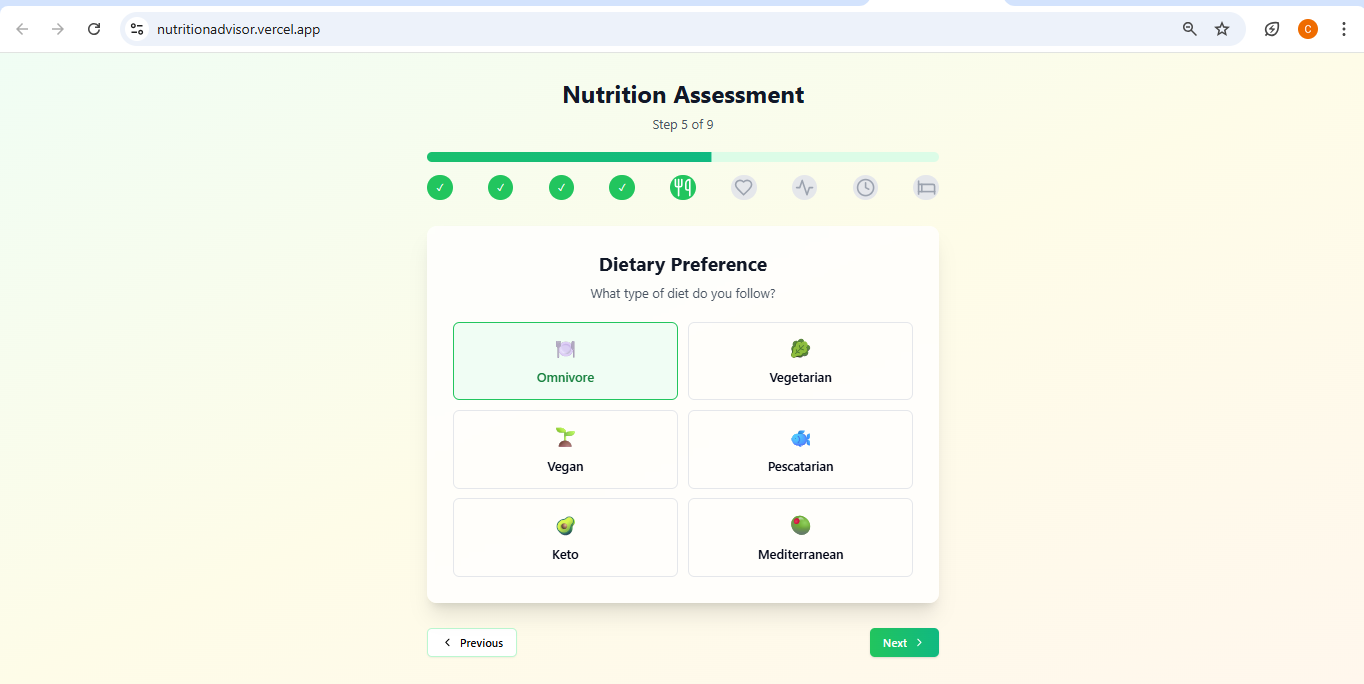 nutritionadvisor.vercel.app
C
Nutrition Assessment
Step 5 of 9
Dietary Preference
What type of diet do you follow?
Omnivore
Vegetarian
Vegan
Pescatarian
Keto
Mediterranean
Previous
Next